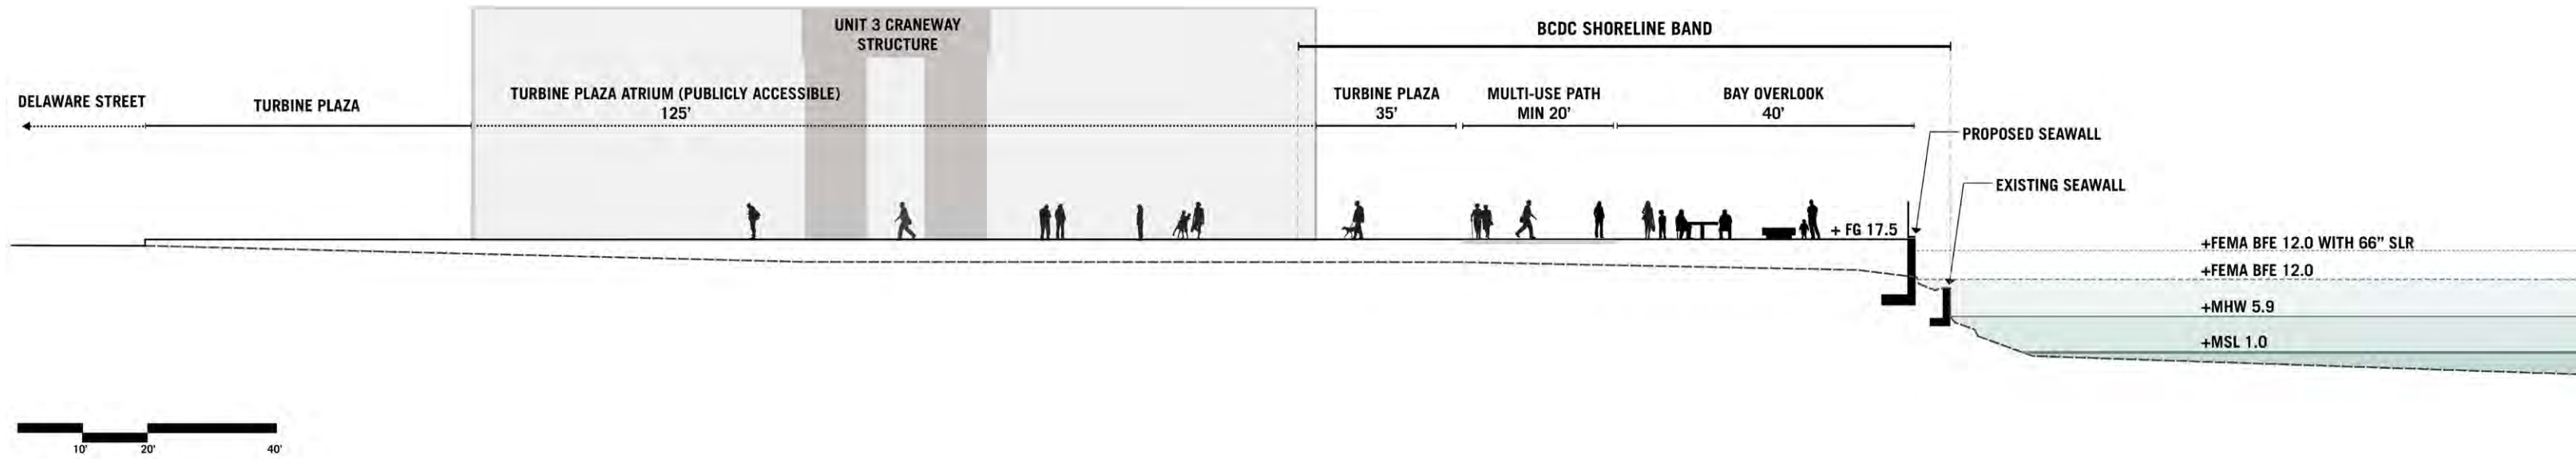 UNIT 3 CRANEWAY
STRUCTURE
BCDC SHORELINE BAND
DELAWARE STREET
TURBINE PLAZA
TURBINE PLAZA ATRIUM (PUBLICLY ACCESSIBLE)
125’
TURBINE PLAZA
35’
MULTI-USE PATH
MIN 20’
BAY OVERLOOK
40’
PROPOSED SEAWALL
EXISTING SEAWALL
+ FG 17.5
+FEMA BFE 12.0 WITH 66” SLR
+FEMA BFE 12.0
+MHW 5.9
+MSL 1.0
10' 20' 40'